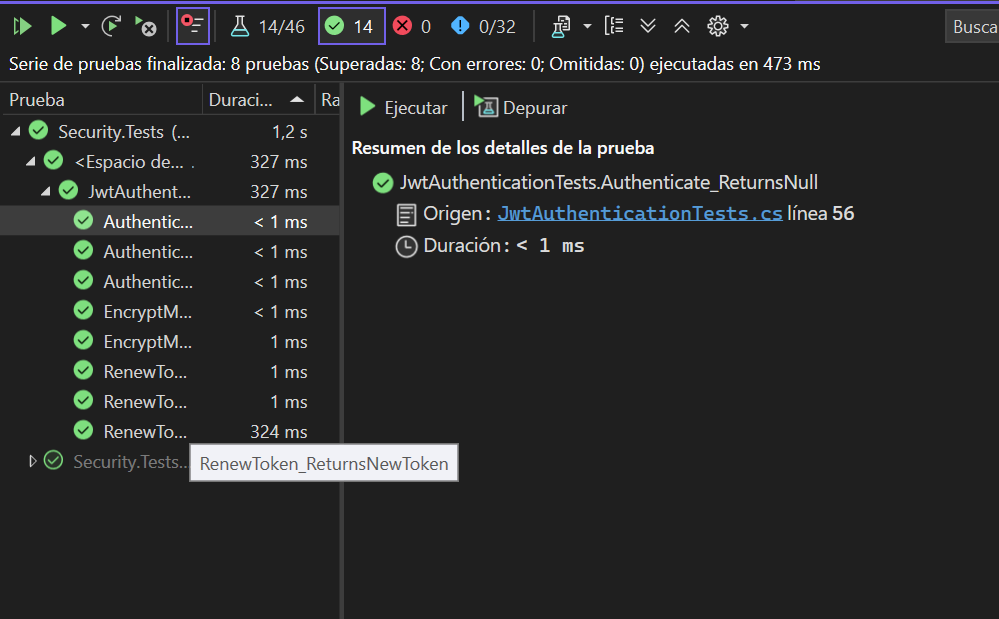 14/46 14 0 0/32 Busca
Serie de pruebas finalizada: 8 pruebas (Superadas: 8; Con errores: 0; Omitidas: 0) ejecutadas en 473 ms
Prueba Duraci... Ra
Security.Tests (... 1,2 s
<Espacio de... . 327 ms
JwtAuthent... 327 ms
Authentic... < 1 ms
Authentic... < 1 ms
Authentic... < 1 ms
EncryptM... < 1 ms
EncryptM... 1 ms
RenewTo... 1 ms
RenewTo... 1 ms
RenewTo... 324 ms
Security.Tests...
RenewToken_ReturnsNewToken
Ejecutar Depurar
Resumen de los detalles de la prueba
JwtAuthenticationTests.Authenticate_ReturnsNull
Origen: JwtAuthenticationTests.cs línea 56
Duración: < 1 ms